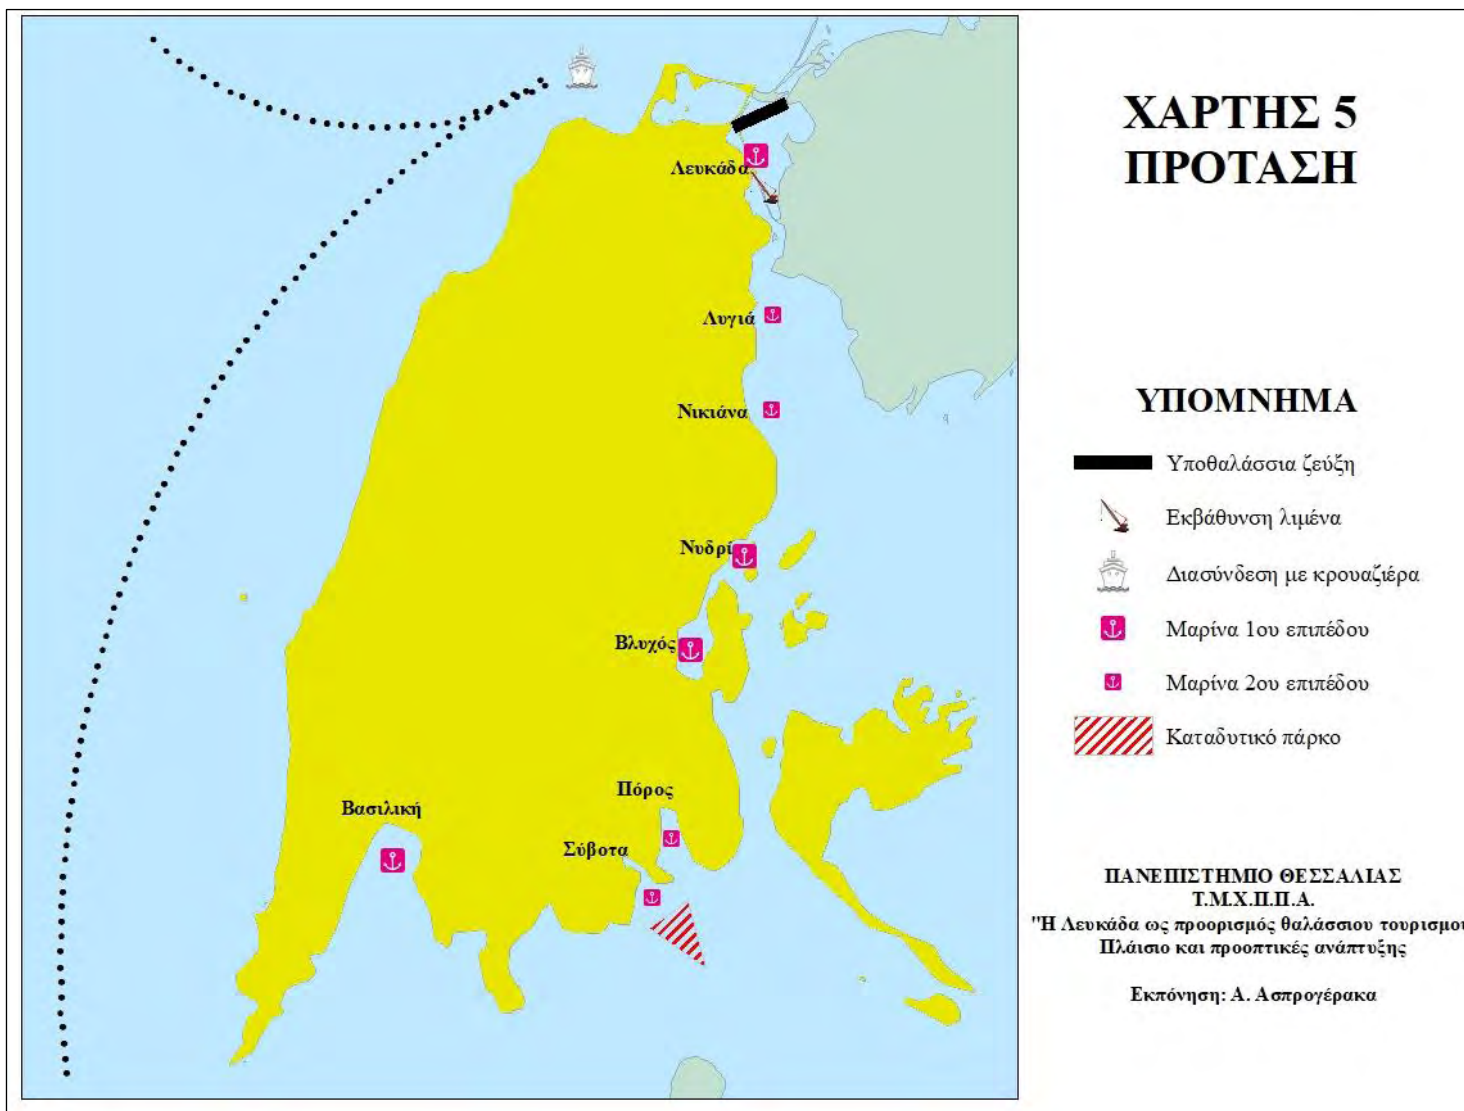 ΧΑΡΤΗΣ 5
ΠΡΟΤΑΣΗ
Λευκάδα
Λυγιά
Νικιάνα
Νυδρί
Βλυχός
Πόρος
Βασιλική
Σύβοτα
ΥΠΟΜΝΗΜΑ
Υποθαλάσσια ζεύξη
Εκβάθυνση λιμένα
Διασύνδεση με κρουαζιέρα
Μαρίνα 1ου επιπέδου
Μαρίνα 2ου επιπέδου
Καταδυτικό πάρκο
ΠΑΝΕΠΙΣΤΗΜΙΟ ΘΕΣΣΑΛΙΑΣ
Τ.Μ.Χ.Π.Π.Α.
"Η Λευκάδα ως προορισμός θαλάσσιου τουρισμου
Πλάισιο και προοπτικές ανάπτυξης
Εκπόνηση: Α. Ασπρογέρακα